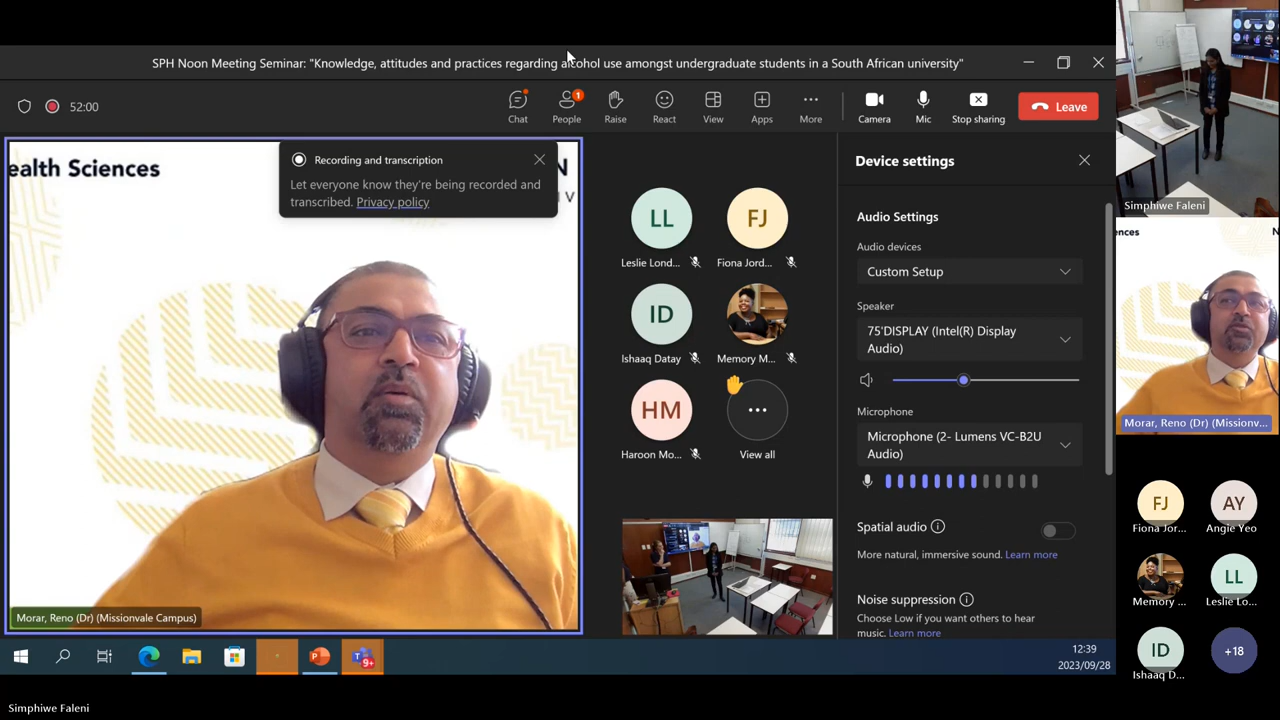 SPH Noon Meeting Seminar: "Knowledge, attitudes and practices regarding alcohol use amongst undergraduate students in a South African university"
52:00
Chat
1
People
Raise
React
View
Apps
More
Camera
Mic
Stop sharing
Leave
ealth Sciences
N
V
Recording and transcription
Let everyone know they're being recorded and
transcribed. Privacy policy
LL
Leslie Lond...
FJ
Fiona Jord...
ID
Ishaaq Datay
Memory M...
HM
Haroon Mo...
View all
Morar, Reno (Dr) (Missionvale Campus)
Device settings
Audio Settings
Audio devices
Custom Setup
Speaker
75'DISPLAY (Intel(R) Display
Audio)
Microphone
Microphone (2- Lumens VC-B2U
Audio)
Spatial audio
More natural, immersive sound. Learn more
Noise suppression
Choose Low if you want others to hear
music. Learn more
9+
12:39
2023/09/28
Simphiwe Faleni
Simphiwe Faleni
ences
N
Morar, Reno (Dr) (Missionv...
FJ
Fiona Jor...
AY
Angie Yeo
Memory ...
LL
Leslie Lo...
ID
Ishaaq D...
+18